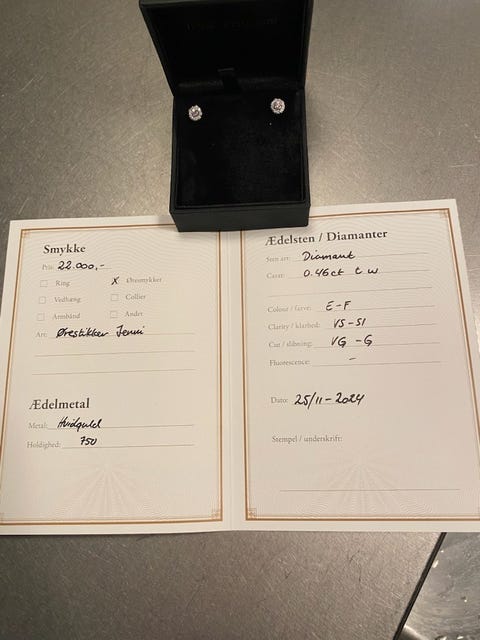 Smykke
Pris: 22.000,-
Ring
X Øresmykker
Vedhæng
Collier
Armbånd
Andet
Art: Ørestikker Jenni
Ædelmetal
Metal: Hvidguld
Holdighed: 750
Ædelsten / Diamanter
Sten art: Diamant
Carat: 0.46ct t w
Colour / farve: E-F
Clarity / klarhed: VS-SI
Cut / slibning: VG -G
Fluorescense: -
Dato: 25/11-2024
Stempel / underskrift: